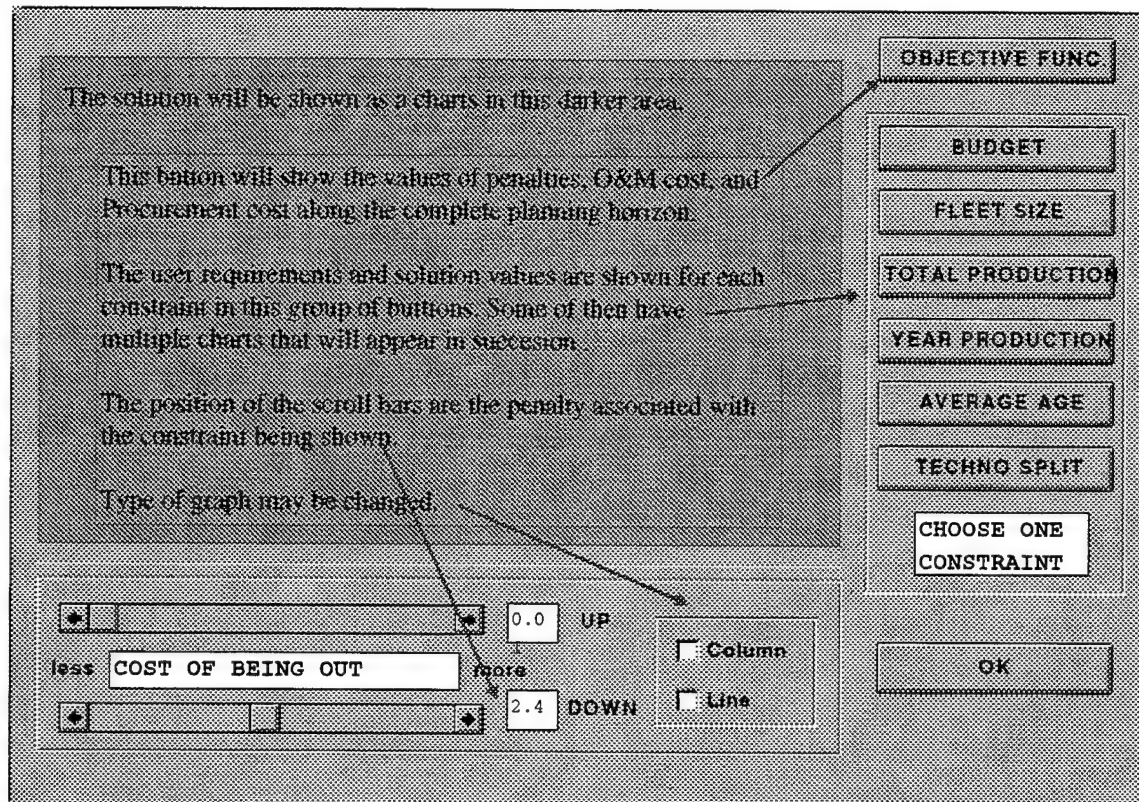 The solution will be shown as a charts in this darker area.
This button will show the values of penalties, O&M cost, and
Procurement cost along the complete planning horizon.
The user requirements and solution values are shown for each
constraint in this group of buttons. Some of then have
multiple charts that will appear in succesion.
The position of the scroll bars are the penalty associated with
the constraint being shown.
Type of graph may be changed.
OBJECTIVE FUNC
BUDGET
FLEET SIZE
TOTAL PRODUCTION
YEAR PRODUCTION
AVERAGE AGE
TECHNO SPLIT
CHOOSE ONE
CONSTRAINT
0.0 UP
less COST OF BEING OUT more
2.4 DOWN
Column
Line
OK